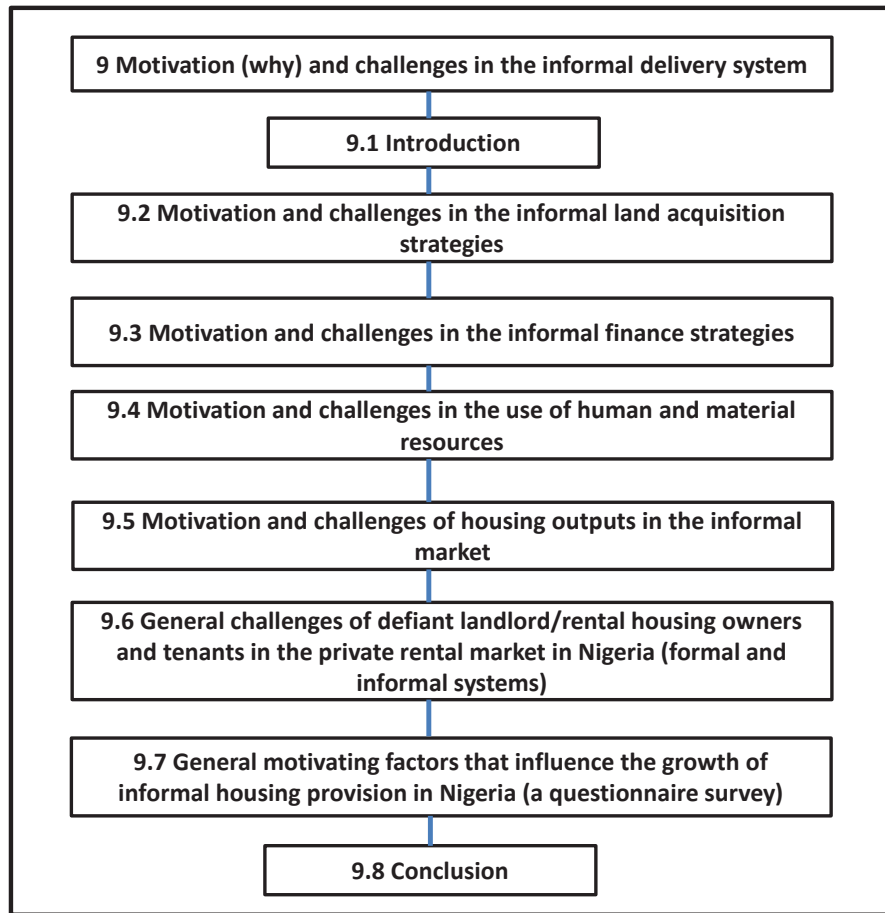 9 Motivation (why) and challenges in the informal delivery system
9.1 Introduction
9.2 Motivation and challenges in the informal land acquisition
strategies
9.3 Motivation and challenges in the informal finance strategies
9.4 Motivation and challenges in the use of human and material
resources
9.5 Motivation and challenges of housing outputs in the informal
market
9.6 General challenges of defiant landlord/rental housing owners
and tenants in the private rental market in Nigeria (formal and
informal systems)
9.7 General motivating factors that influence the growth of
informal housing provision in Nigeria (a questionnaire survey)
9.8 Conclusion